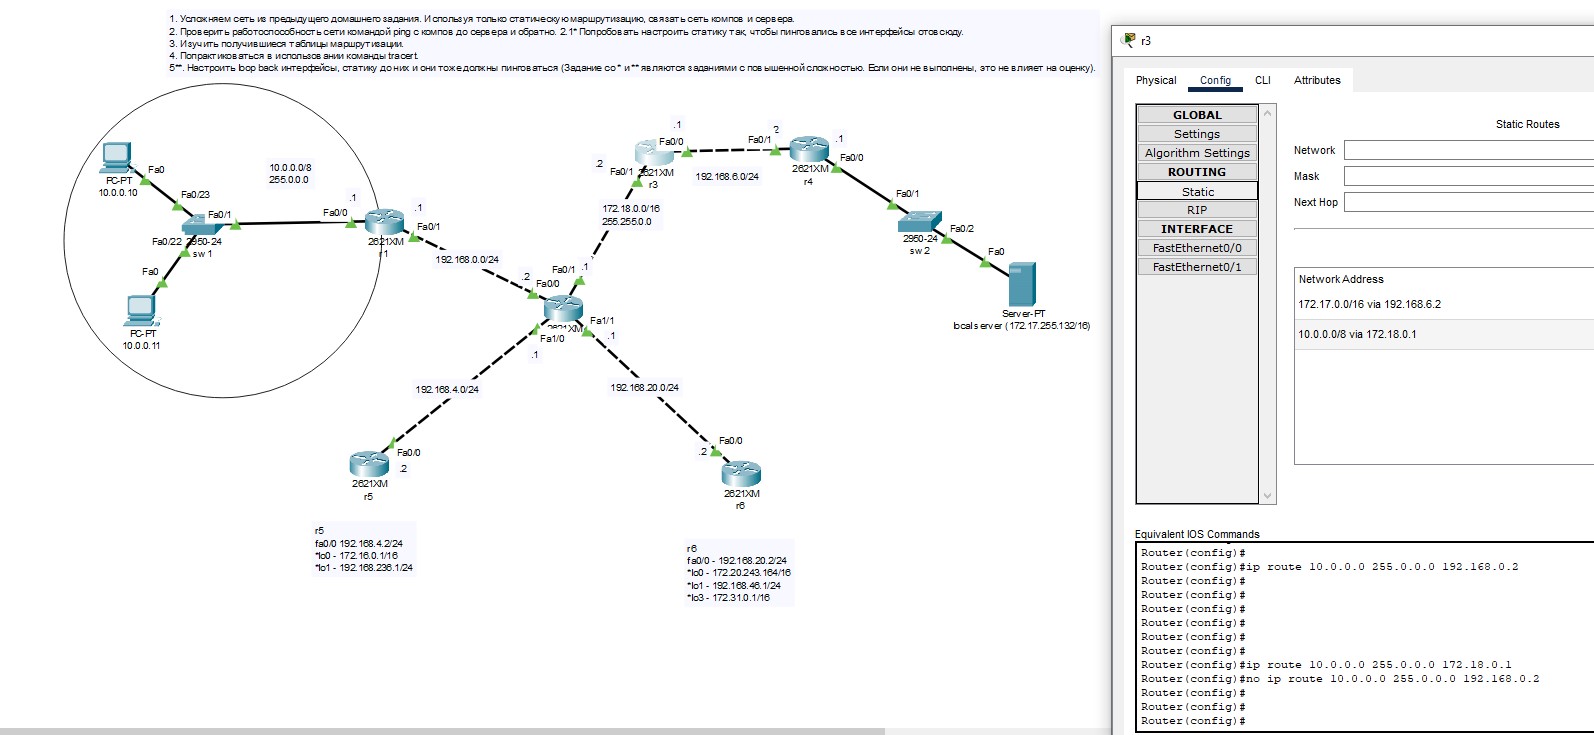 1. Усложняем сеть из предыдущего домашнего задания. Используя только статическую маршрутизацию, связать сеть компов и сервера.
2. Проверить работоспособность сети командой ping с компов до сервера и обратно. 2.1* Попробовать настроить статику так, чтобы пинговались все интерфейсы отовсюду.
3. Изучить получившиеся таблицы маршрутизации.
4. Попрактиковаться в использовании команды tracert.
5**. Настроить loop back интерфейсы, статику до них и они тоже должны пинговаться (Задание со * и ** являются заданиями с повышенной сложностью. Если они не выполнены, это не влияет на оценку).
PC-PT
10.0.0.10
Fa0
Fa0/23
10.0.0.0/8
255.0.0.0
Fa0/1
Fa0/22
2950-24
sw1
Fa0
PC-PT
10.0.0.11
Fa0/0
.1
2621XM
r1
.1
Fa0/1
192.168.0.0/24
.2
Fa0/0
Fa0/1
.1
2621XM
Fa1/0
.1
Fa1/1
.1
172.18.0.0/16
255.255.0.0
.2
Fa0/1
2621XM
r3
.1
Fa0/0
192.168.6.0/24
Fa0/1
2621XM
r4
.1
Fa0/0
Fa0/1
2950-24
sw2
Fa0/2
Fa0
Server-PT
local server (172.17.255.132/16)
192.168.4.0/24
192.168.20.0/24
Fa0/0
.2
2621XM
r5
Fa0/0
.2
2621XM
r6
r5
fa0/0 192.168.4.2/24
*lo0 - 172.16.0.1/16
*lo1 - 192.168.236.1/24
r6
fa0/0 - 192.168.20.2/24
*lo0 - 172.20.243.164/16
*lo1 - 192.168.46.1/24
*lo3 - 172.31.0.1/16
r3
Physical Config CLI Attributes
GLOBAL
Settings
Algorithm Settings
ROUTING
Static
RIP
INTERFACE
FastEthernet0/0
FastEthernet0/1
Static Routes
Network
Mask
Next Hop
Network Address
172.17.0.0/16 via 192.168.6.2
10.0.0.0/8 via 172.18.0.1
Equivalent IOS Commands
Router(config)#
Router(config)#ip route 10.0.0.0 255.0.0.0 192.168.0.2
Router(config)#
Router(config)#
Router(config)#
Router(config)#
Router(config)#
Router(config)#
Router(config)#ip route 10.0.0.0 255.0.0.0 172.18.0.1
Router(config)#no ip route 10.0.0.0 255.0.0.0 192.168.0.2
Router(config)#
Router(config)#
Router(config)#